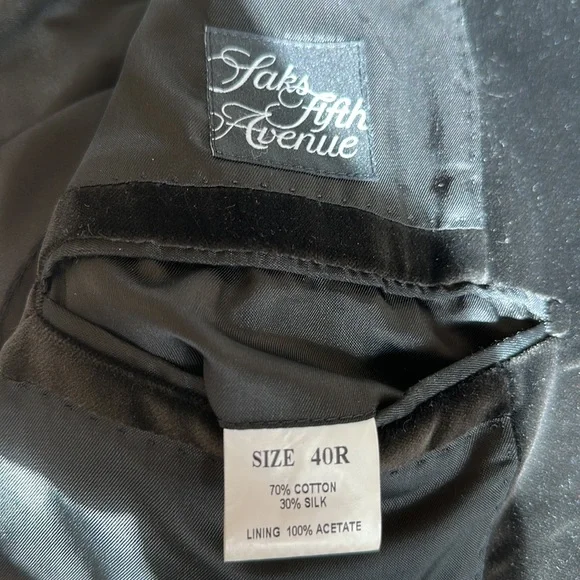 Saks
Fifth
Avenue
SIZE 40R
70% COTTON
30% SILK
LINING 100% ACETATE